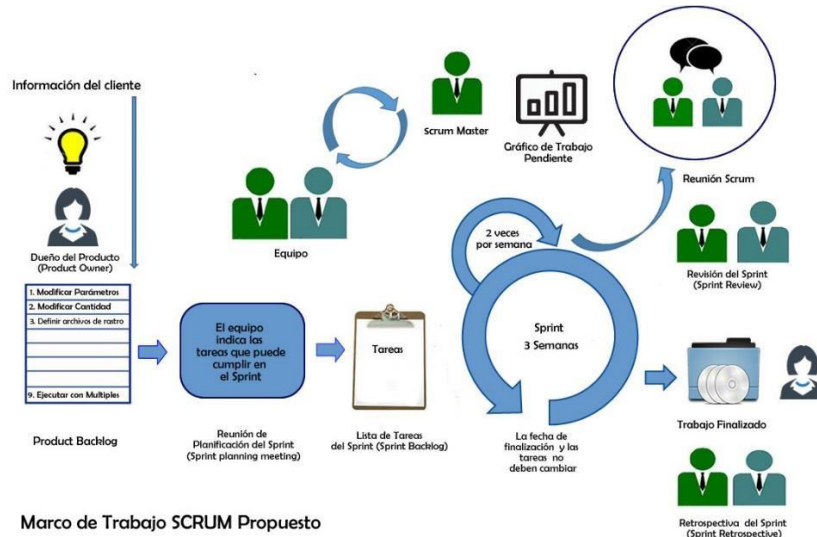 Información del cliente
Dueño del Producto
(Product Owner)
1. Modificar Parámetros
2. Modificar Cantidad
3. Definir archivos de rastro
9. Ejecutar con Multiples
Product Backlog
Equipo
Scrum Master
Gráfico de Trabajo
Pendiente
Reunión Scrum
El equipo
indica las
tareas que puede
cumplir en
el Sprint
Reunión de
Planificación del Sprint
(Sprint planning meeting)
Tareas
Lista de Tareas
del Sprint (Sprint Backlog)
2 veces
por semana
Sprint
3 Semanas
La fecha de
finalización y las
tareas no
deben cambiar
Revisión del Sprint
(Sprint Review)
Trabajo Finalizado
Retrospectiva del Sprint
(Sprint Retrospective)
Marco de Trabajo SCRUM Propuesto